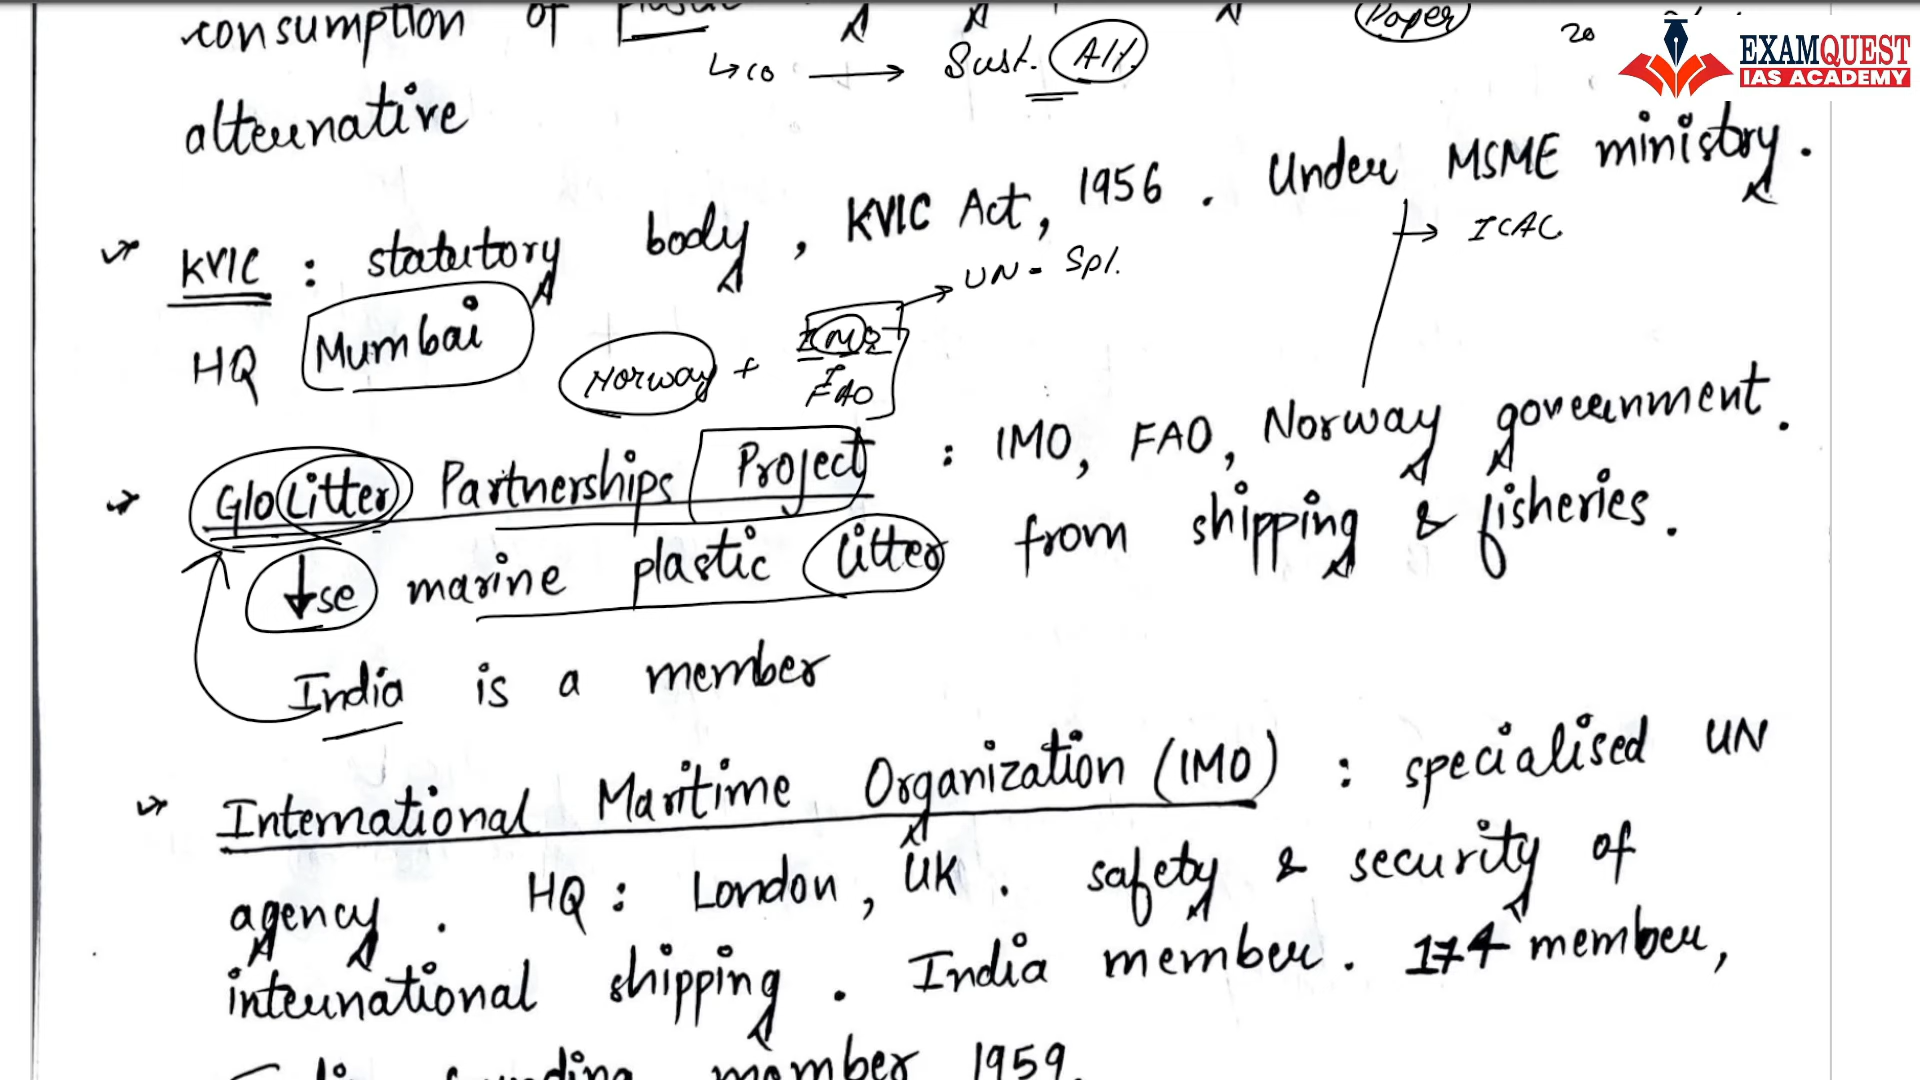 consumption of plastic
Paper
20
EXAMQUEST
IAS ACADEMY
↳ co → Sust. Alt.
alternative
KVIC : statutory body, KVIC Act, 1956. Under MSME ministry.
→ ICAC
→ UN - Spl.
HQ Mumbai
Norway + IMO
FAO
GloLitter Partnerships Project : IMO, FAO, Norway government.
↓se marine plastic litter from shipping & fisheries.
India is a member
International Maritime Organization (IMO) : specialised UN
agency. HQ: London, UK. safety & security of
international shipping. India member. 174 member,
founding member 1959.